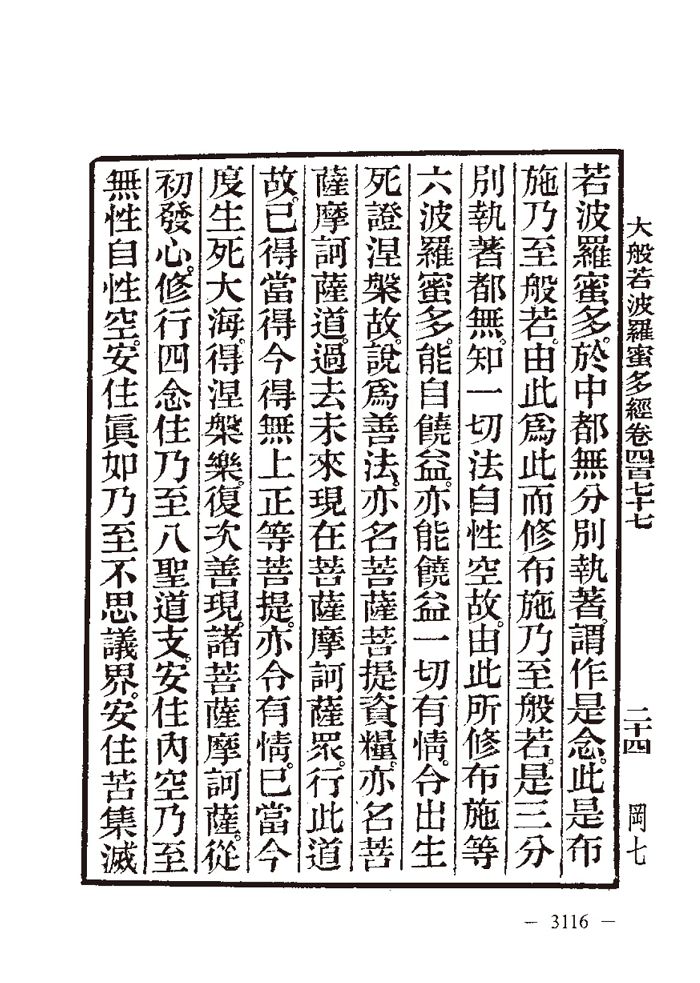 大般若波羅蜜多經卷四百七十七　二十四　岡七
若波羅蜜多。於中都無分別執著。謂作是念。此是布
施乃至般若。由此爲此而修布施乃至般若。是三分
別執著都無。知一切法自性空故。由此所修布施等
六波羅蜜多。能自饒益。亦能饒益一切有情。令出生
死證涅槃故。說爲善法。亦名菩薩菩提資糧。亦名菩
薩摩訶薩道。過去未來現在菩薩摩訶薩眾。行此道
故。已得當得今得無上正等菩提。亦令有情。已當今
度生死大海。得涅槃樂。復次善現。諸菩薩摩訶薩。從
初發心。修行四念住乃至八聖道支。安住內空乃至
無性自性空。安住眞如乃至不思議界。安住苦集滅
— 3116 —